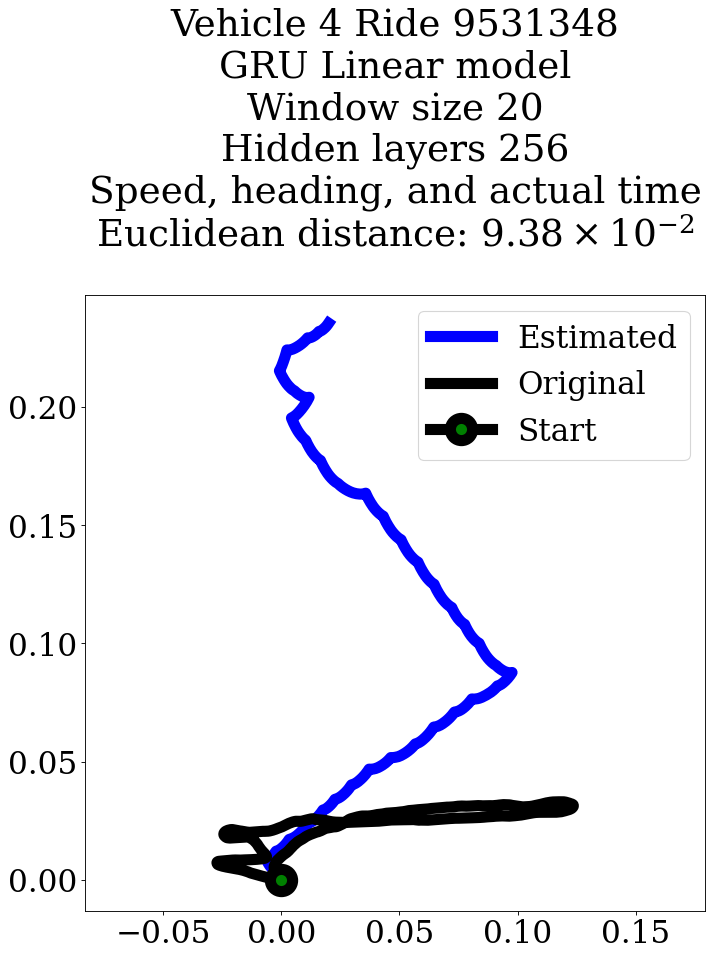 Vehicle 4 Ride 9531348
GRU Linear model
Window size 20
Hidden layers 256
Speed, heading, and actual time
Euclidean distance: 9.38 × 10⁻²
Estimated
Original
Start
0.20
0.15
0.10
0.05
0.00
−0.05 0.00 0.05 0.10 0.15